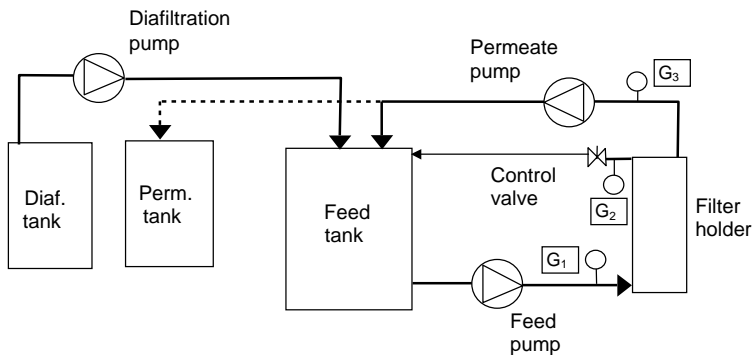 Diafiltration
pump
Permeate
pump
G₃
Control
valve
G₂
Diaf.
tank
Perm.
tank
Feed
tank
Filter
holder
G₁
Feed
pump